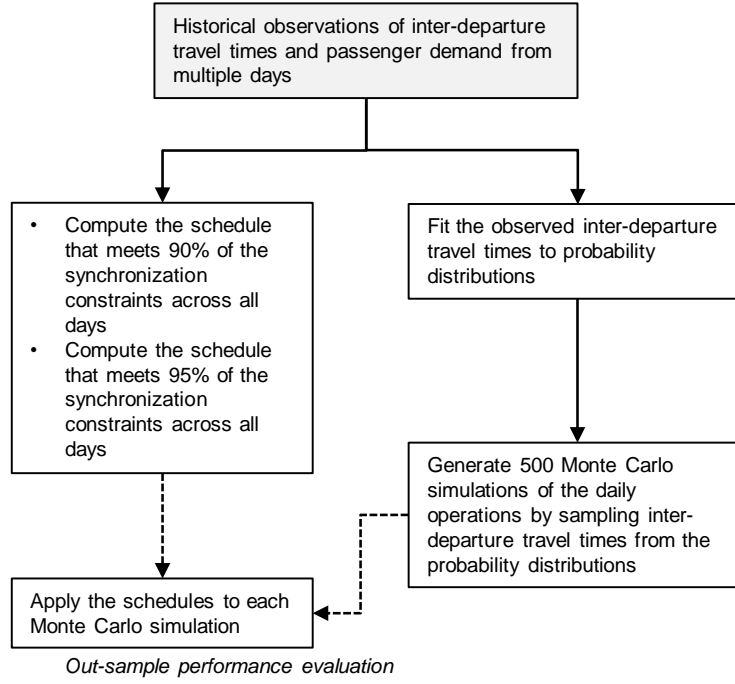 Historical observations of inter-departure
travel times and passenger demand from
multiple days
• Compute the schedule
that meets 90% of the
synchronization
constraints across all
days
• Compute the schedule
that meets 95% of the
synchronization
constraints across all
days
Fit the observed inter-departure
travel times to probability
distributions
Generate 500 Monte Carlo
simulations of the daily
operations by sampling inter-
departure travel times from the
probability distributions
Apply the schedules to each
Monte Carlo simulation
Out-sample performance evaluation